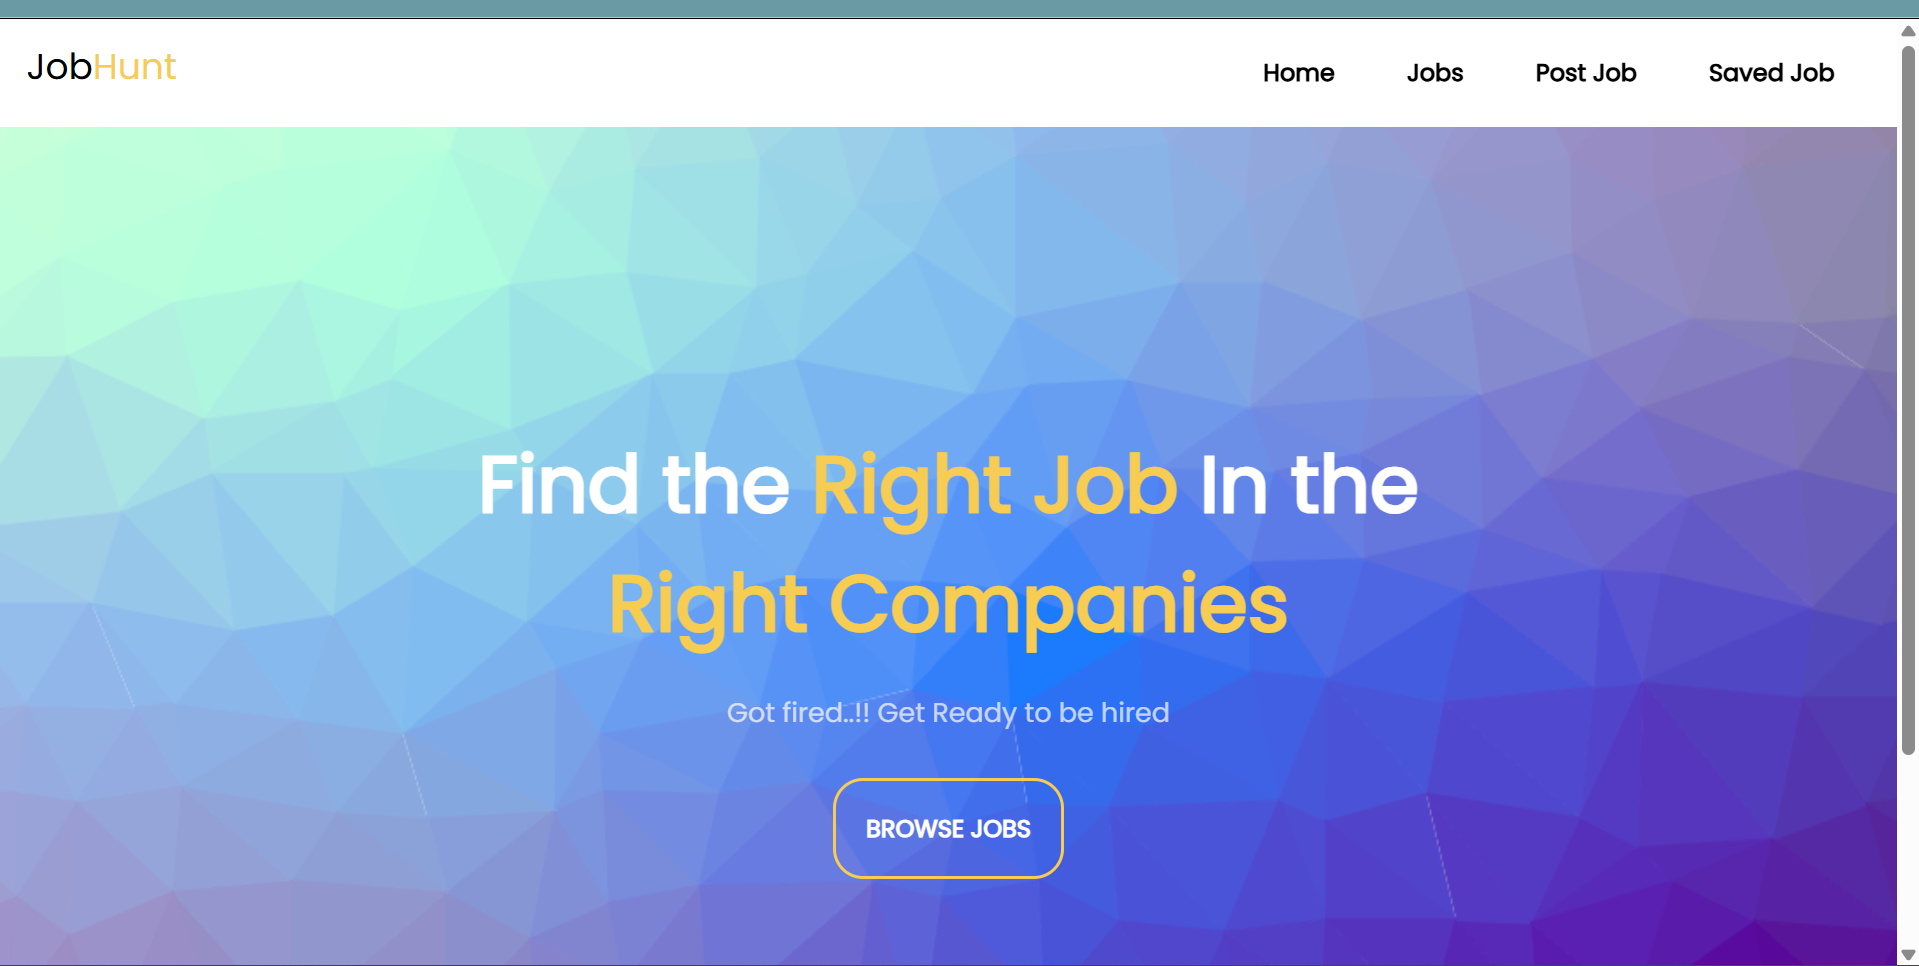 JobHunt
Home Jobs Post Job Saved Job
Find the Right Job In the
Right Companies
Got fired..!! Get Ready to be hired
BROWSE JOBS